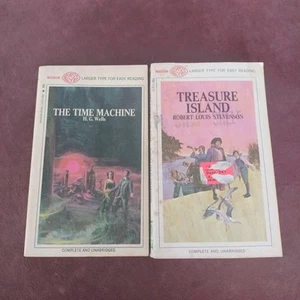 LARGER TYPE FOR EASY READING
THE TIME MACHINE
H. G. Wells
COMPLETE AND UNABRIDGED
LARGER TYPE FOR EASY READING
TREASURE
ISLAND
ROBERT LOUIS STEVENSON
COMPLETE AND UNABRIDGED